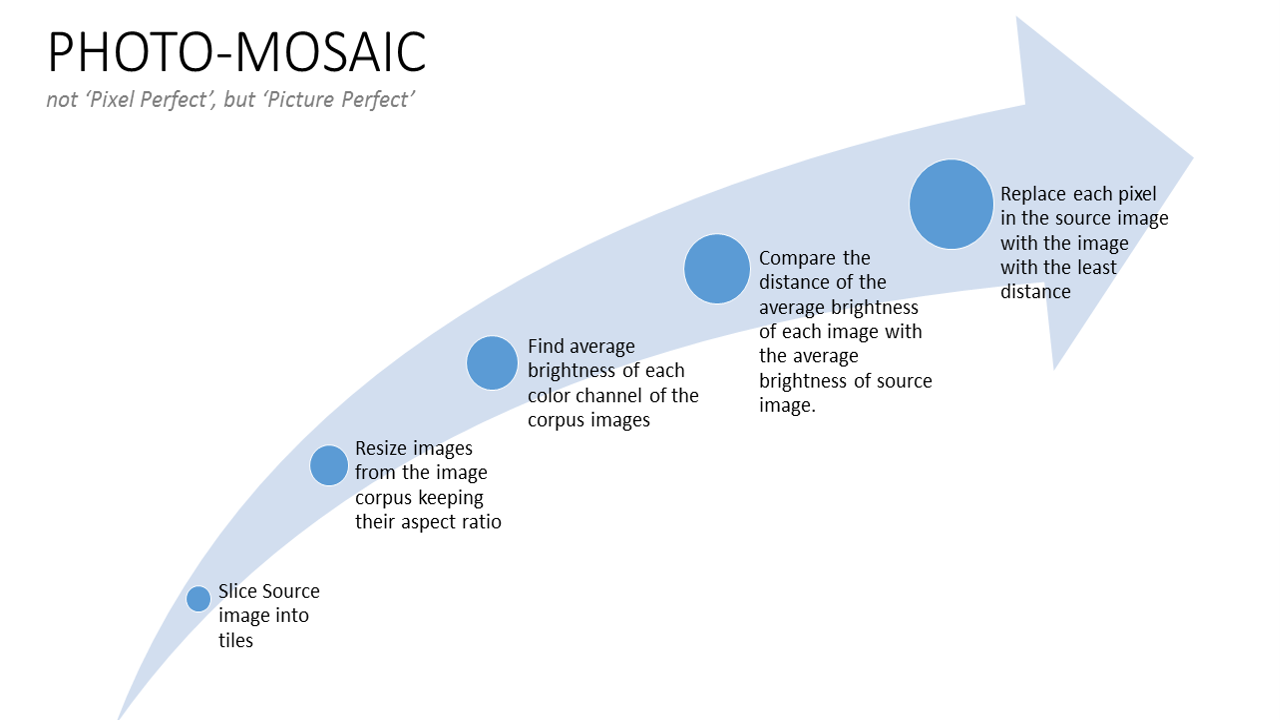 PHOTO-MOSAIC
not ‘Pixel Perfect’, but ‘Picture Perfect’
Slice Source
image into
tiles
Resize images
from the image
corpus keeping
their aspect ratio
Find average
brightness of each
color channel of the
corpus images
Compare the
distance of the
average brightness
of each image with
the average
brightness of source
image.
Replace each pixel
in the source image
with the image
with the least
distance